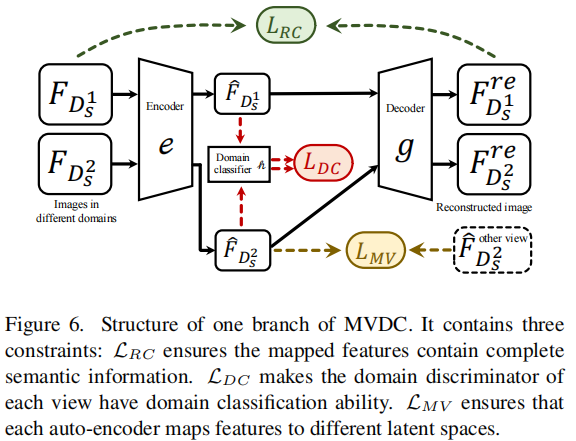 L_{RC}
F_{D_s^1} Encoder e \hat{F}_{D_s^1} Decoder g F^{re}_{D_s^1}
Domain classifier h L_{DC}
F_{D_s^2} F^{re}_{D_s^2}
Images in different domains
Reconstructed image
\hat{F}_{D_s^2} L_{MV} \hat{F}^{other view}_{D_s^2}
Figure 6. Structure of one branch of MVDC. It contains three
constraints: \mathcal{L}_{RC} ensures the mapped features contain complete
semantic information. \mathcal{L}_{DC} makes the domain discriminator of
each view have domain classification ability. \mathcal{L}_{MV} ensures that
each auto-encoder maps features to different latent spaces.